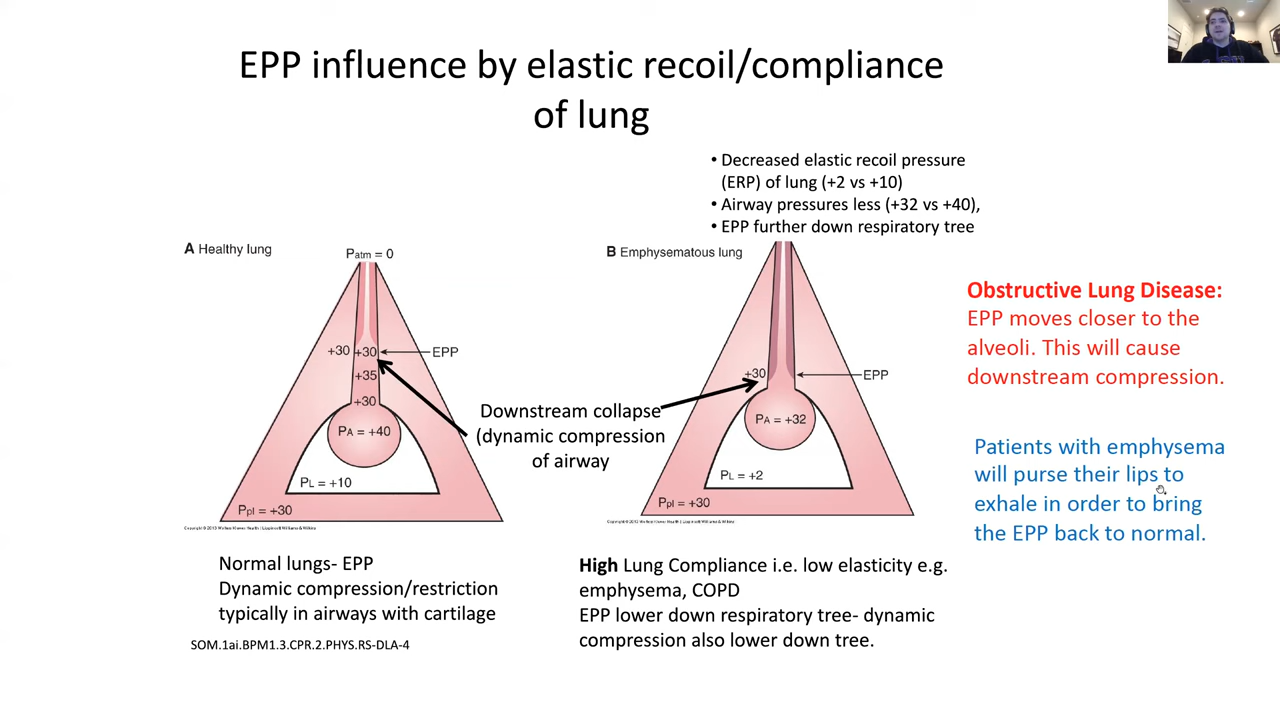 EPP influence by elastic recoil/compliance
of lung
• Decreased elastic recoil pressure
(ERP) of lung (+2 vs +10)
• Airway pressures less (+32 vs +40),
• EPP further down respiratory tree
A Healthy lung
Patm = 0
+30
+30
EPP
+35
+30
PA = +40
PL = +10
Ppl = +30
Downstream collapse
(dynamic compression
of airway
B Emphysematous lung
+30
EPP
PA = +32
PL = +2
Ppl = +30
Obstructive Lung Disease:
EPP moves closer to the
alveoli. This will cause
downstream compression.
Patients with emphysema
will purse their lips to
exhale in order to bring
the EPP back to normal.
Normal lungs- EPP
Dynamic compression/restriction
typically in airways with cartilage
SOM.1ai.BPM1.3.CPR.2.PHYS.RS-DLA-4
High Lung Compliance i.e. low elasticity e.g.
emphysema, COPD
EPP lower down respiratory tree- dynamic
compression also lower down tree.